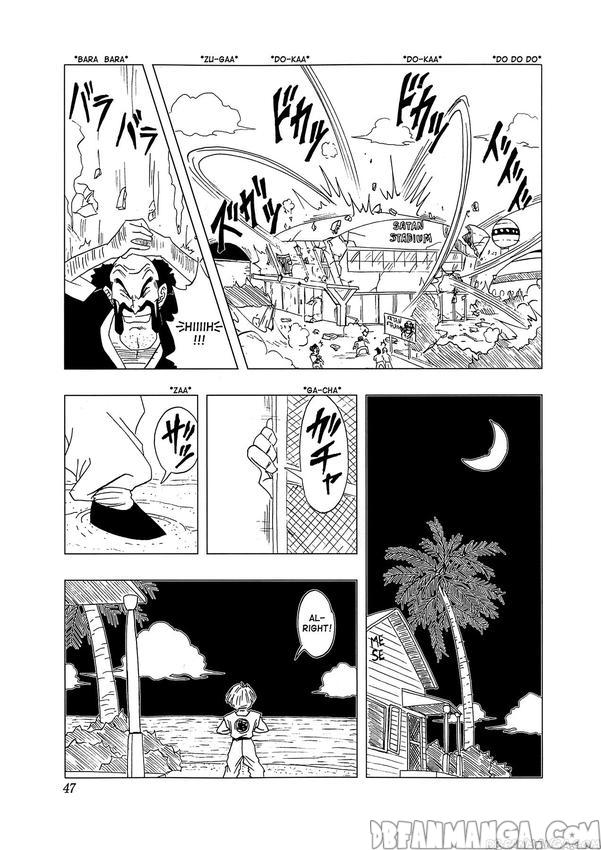 *BARA BARA*
*ZU-GAA*
*DO-KAA*
*DO-KAA*
*DO DO DO*
バラ
バラ
ドカッ
ドカッ
ドドド
ズガッ
SATAN
STADIUM
HIIIIH
!!!
*ZAA*
*GA-CHA*
ザッ
ガチャ
ME
SE
AL-
RIGHT!
47
DBFANMANGA.COM